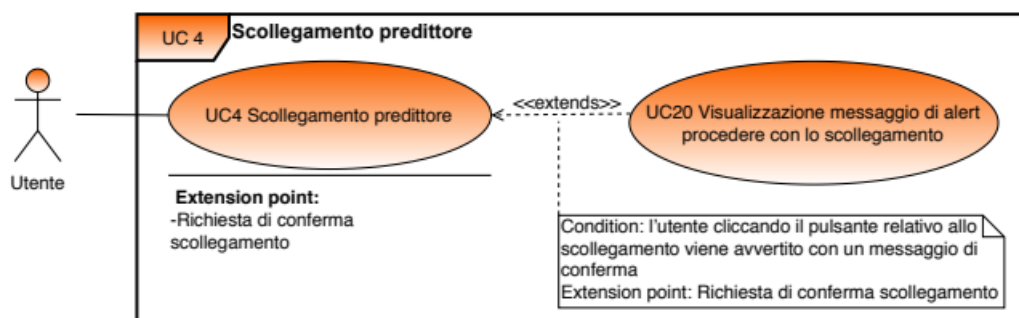 UC 4
Scollegamento predittore
UC4 Scollegamento predittore
<<extends>>
UC20 Visualizzazione messaggio di alert
procedere con lo scollegamento
Utente
Extension point:
-Richiesta di conferma
scollegamento
Condition: l'utente cliccando il pulsante relativo allo
scollegamento viene avvertito con un messaggio di
conferma
Extension point: Richiesta di conferma scollegamento